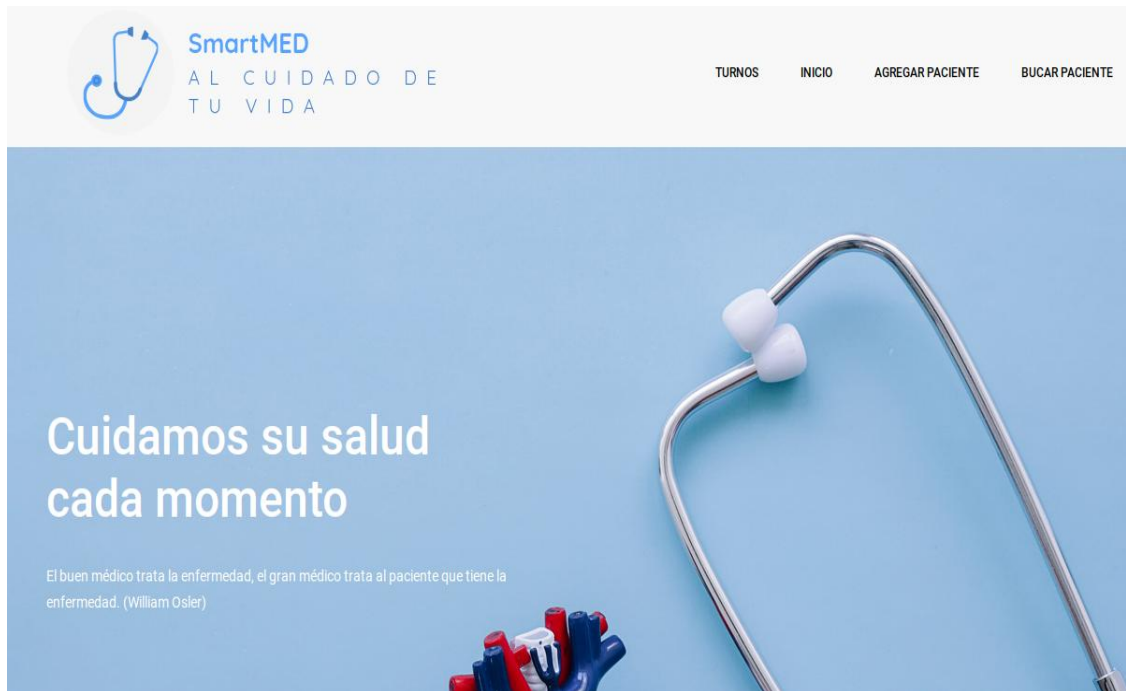 SmartMED
AL CUIDADO DE
TU VIDA
TURNOS INICIO AGREGAR PACIENTE BUCAR PACIENTE
Cuidamos su salud
cada momento
El buen médico trata la enfermedad, el gran médico trata al paciente que tiene la
enfermedad. (William Osler)